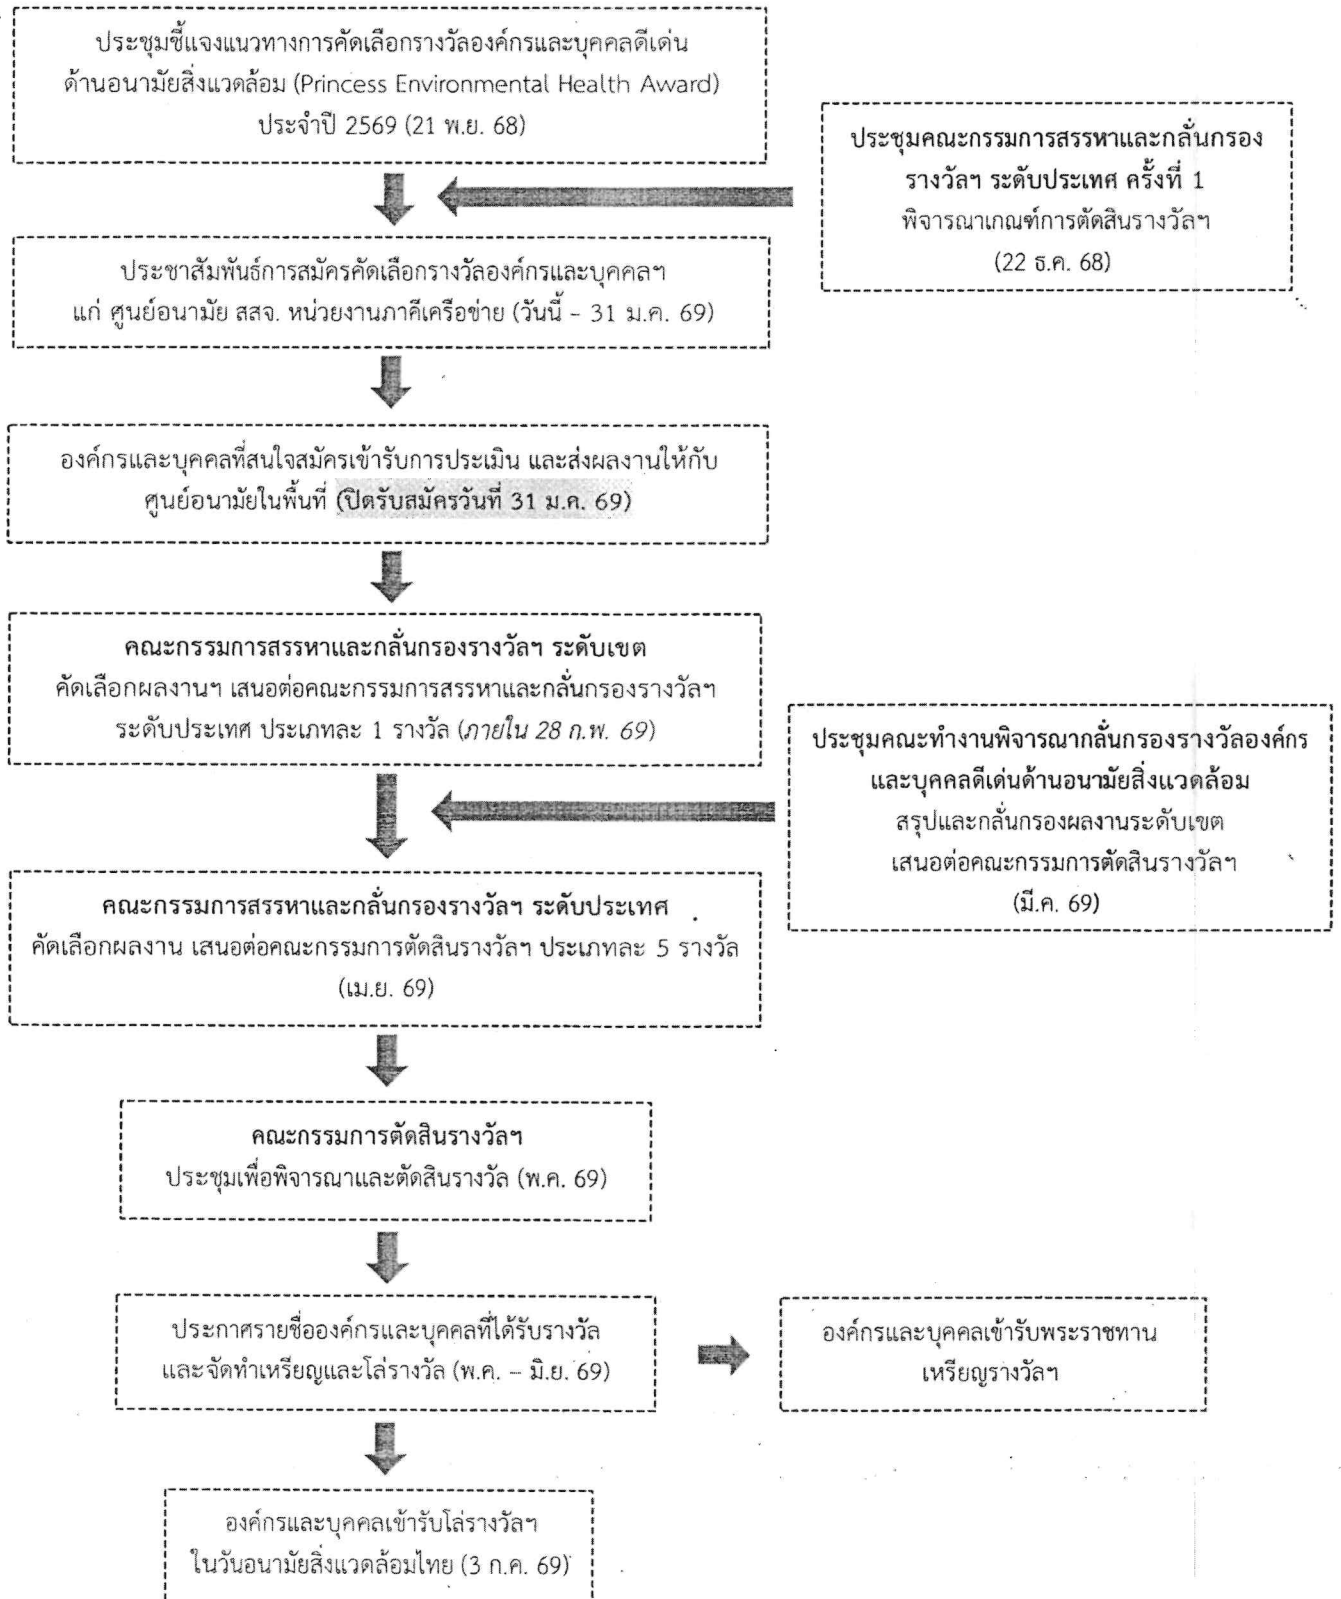 ประชุมชี้แจงแนวทางการคัดเลือกรางวัลองค์กรและบุคคลดีเด่น
ด้านอนามัยสิ่งแวดล้อม (Princess Environmental Health Award)
ประจำปี 2569 (21 พ.ย. 68)
ประชุมคณะกรรมการสรรหาและกลั่นกรอง
รางวัลฯ ระดับประเทศ ครั้งที่ 1
พิจารณาเกณฑ์การตัดสินรางวัลฯ
(22 ธ.ค. 68)
ประชาสัมพันธ์การสมัครคัดเลือกรางวัลองค์กรและบุคคลฯ
แก่ ศูนย์อนามัย สสจ. หน่วยงานภาคีเครือข่าย (วันนี้ – 31 ม.ค. 69)
องค์กรและบุคคลที่สนใจสมัครเข้ารับการประเมิน และส่งผลงานให้กับ
ศูนย์อนามัยในพื้นที่ (ปิดรับสมัครวันที่ 31 ม.ค. 69)
คณะกรรมการสรรหาและกลั่นกรองรางวัลฯ ระดับเขต
คัดเลือกผลงานฯ เสนอต่อคณะกรรมการสรรหาและกลั่นกรองรางวัลฯ
ระดับประเทศ ประเภทละ 1 รางวัล (ภายใน 28 ก.พ. 69)
ประชุมคณะทำงานพิจารณากลั่นกรองรางวัลองค์กร
และบุคคลดีเด่นด้านอนามัยสิ่งแวดล้อม
สรุปและกลั่นกรองผลงานระดับเขต
เสนอต่อคณะกรรมการตัดสินรางวัลฯ
(มี.ค. 69)
คณะกรรมการสรรหาและกลั่นกรองรางวัลฯ ระดับประเทศ
คัดเลือกผลงาน เสนอต่อคณะกรรมการตัดสินรางวัลฯ ประเภทละ 5 รางวัล
(เม.ย. 69)
คณะกรรมการตัดสินรางวัลฯ
ประชุมเพื่อพิจารณาและตัดสินรางวัล (พ.ค. 69)
ประกาศรายชื่อองค์กรและบุคคลที่ได้รับรางวัล
และจัดทำเหรียญและโล่รางวัล (พ.ค. – มิ.ย. 69)
องค์กรและบุคคลเข้ารับพระราชทาน
เหรียญรางวัลฯ
องค์กรและบุคคลเข้ารับโล่รางวัลฯ
ในวันอนามัยสิ่งแวดล้อมไทย (3 ก.ค. 69)